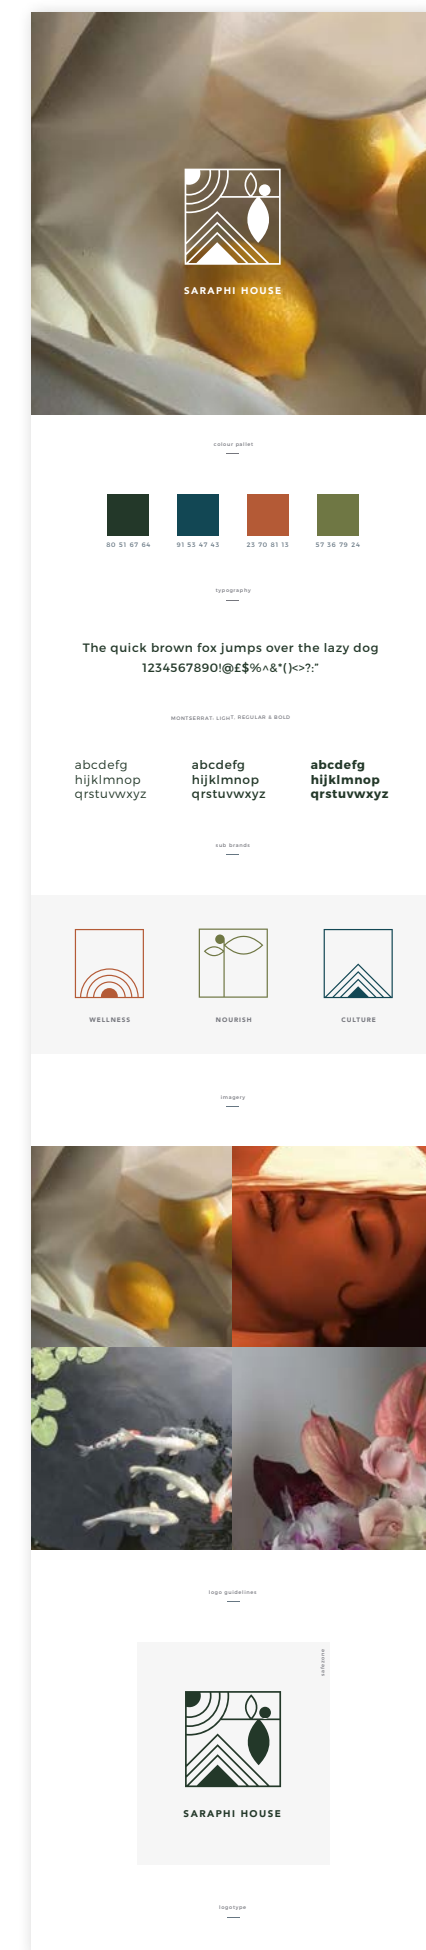 SARAPHI HOUSE
colour pallet
80 51 67 64
91 53 47 43
23 70 81 13
57 36 79 24
typography
The quick brown fox jumps over the lazy dog
1234567890!@£$%^&*()<>?:”
MONTSERRAT: LIGHT, REGULAR & BOLD
abcdefg
hijklmnop
qrstuvwxyz
abcdefg
hijklmnop
qrstuvwxyz
abcdefg
hijklmnop
qrstuvwxyz
sub brands
WELLNESS
NOURISH
CULTURE
imagery
logo guidelines
safezone
SARAPHI HOUSE
logotype